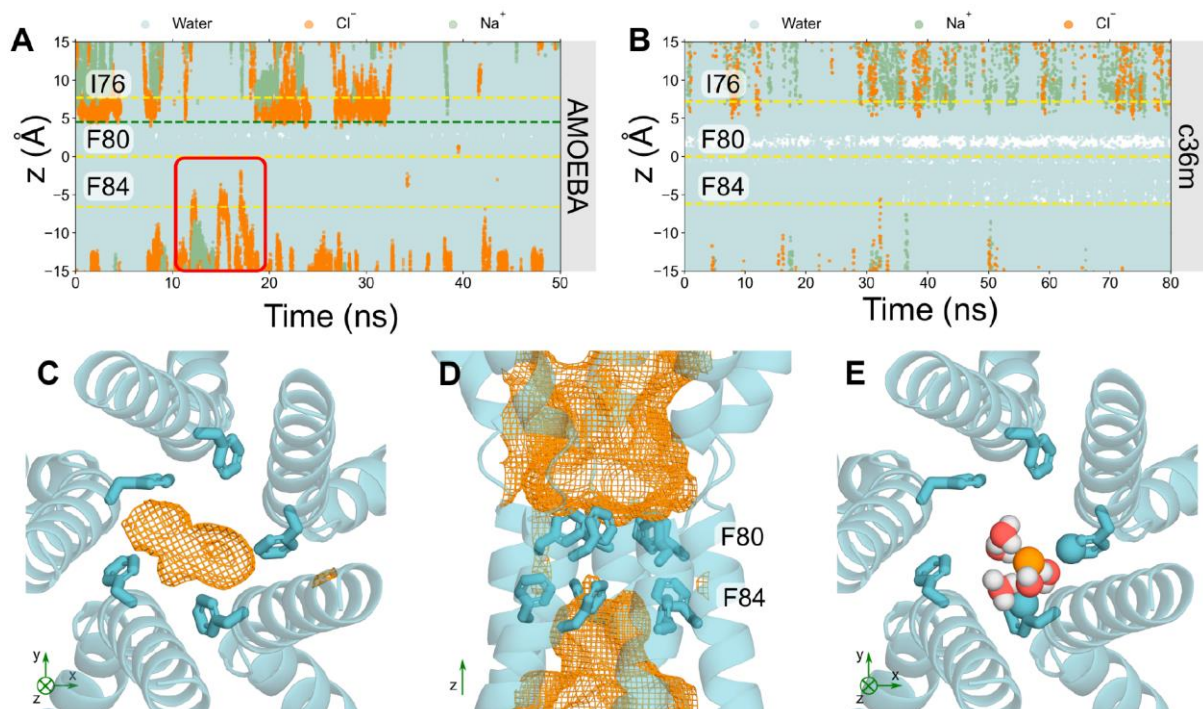 Water Cl⁻ Na⁺
Water Na⁺ Cl⁻
A
15
10
5
0
−5
−10
−15
z (Å)
I76
F80
F84
0 10 20 30 40 50
Time (ns)
AMOEBA
B
15
10
5
0
−5
−10
−15
z (Å)
I76
F80
F84
0 10 20 30 40 50 60 70 80
Time (ns)
c36m
C
y
z x
D
F80
F84
z
E
y
z x